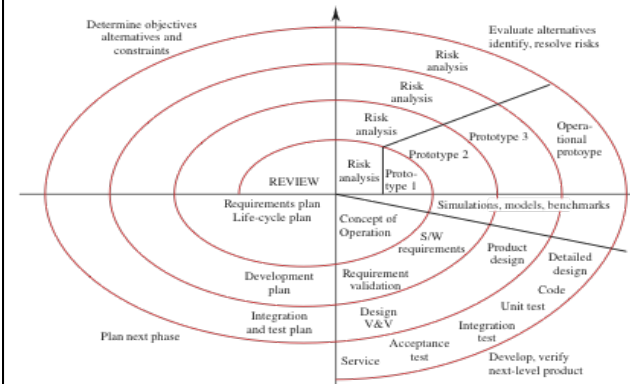 Determine objectives
alternatives and
constraints
Evaluate alternatives
identify, resolve risks
Risk
analysis
Risk
analysis
Risk
analysis
Risk
analysis
Proto-
type 1
Prototype 2
Prototype 3
Opera-
tional
protoype
REVIEW
Requirements plan
Life-cycle plan
Simulations, models, benchmarks
Concept of
Operation
S/W
requirements
Product
design
Detailed
design
Development
plan
Requirement
validation
Code
Unit test
Integration
and test plan
Design
V&V
Integration
test
Plan next phase
Acceptance
test
Service
Develop, verify
next-level product